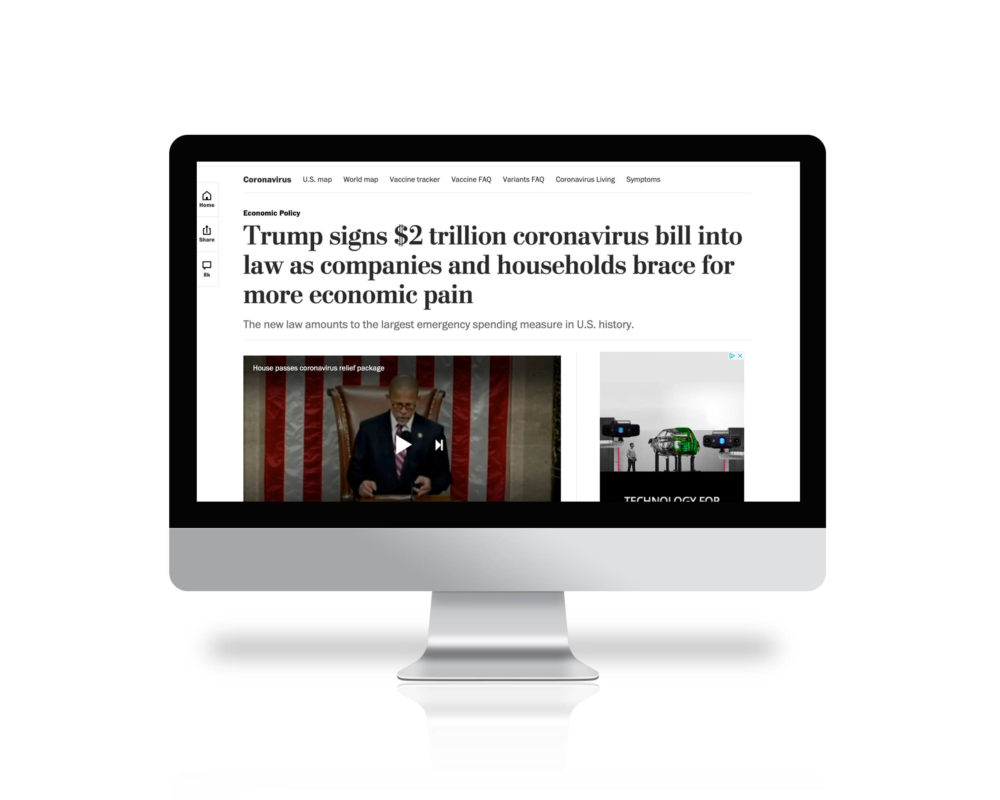 Coronavirus U.S. map World map Vaccine tracker Vaccine FAQ Variants FAQ Coronavirus Living Symptoms
Home
Share
8k
Economic Policy
Trump signs $2 trillion coronavirus bill into
law as companies and households brace for
more economic pain
The new law amounts to the largest emergency spending measure in U.S. history.
House passes coronavirus relief package
TECHNOLOGY FOR